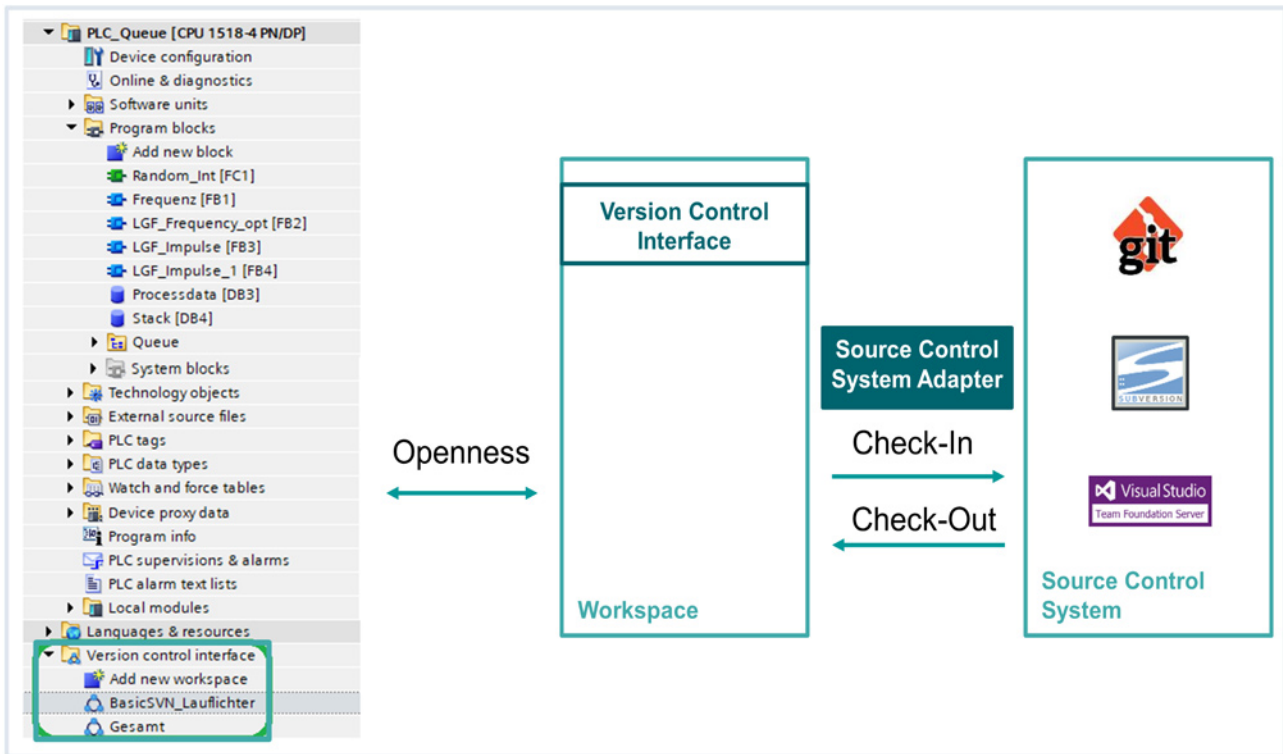 PLC_Queue [CPU 1518-4 PN/DP]
Device configuration
Online & diagnostics
Software units
Program blocks
Add new block
Random_Int [FC1]
Frequenz [FB1]
LGF_Frequency_opt [FB2]
LGF_Impulse [FB3]
LGF_Impulse_1 [FB4]
Processdata [DB3]
Stack [DB4]
Queue
System blocks
Technology objects
External source files
PLC tags
PLC data types
Watch and force tables
Device proxy data
Program info
PLC supervisions & alarms
PLC alarm text lists
Local modules
Languages & resources
Version control interface
Add new workspace
BasicSVN_Lauflichter
Gesamt
Openness
Version Control
Interface
Workspace
Source Control
System Adapter
Check-In
Check-Out
git
SUBVERSION
Visual Studio
Team Foundation Server
Source Control
System